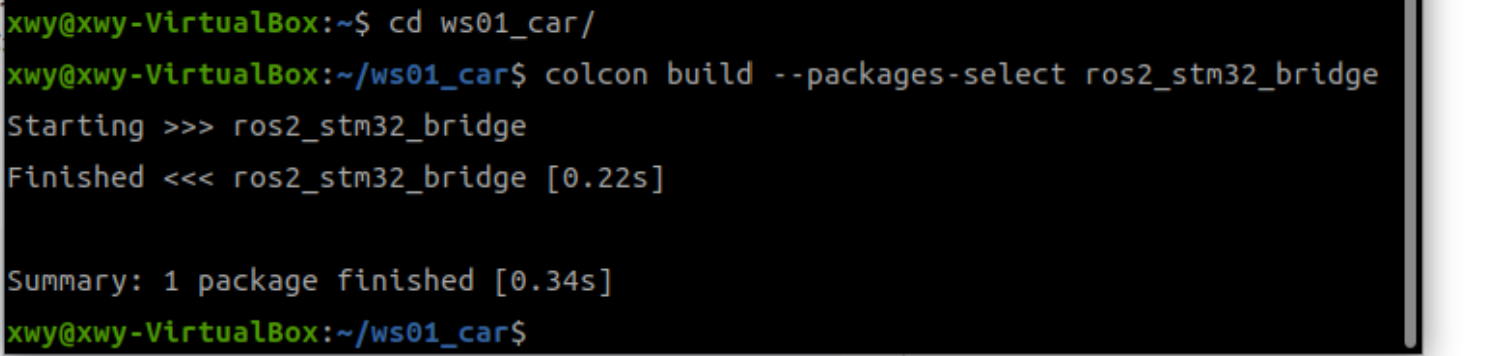 xwy@xwy-VirtualBox:~$ cd ws01_car/
xwy@xwy-VirtualBox:~/ws01_car$ colcon build --packages-select ros2_stm32_bridge
Starting >>> ros2_stm32_bridge
Finished <<< ros2_stm32_bridge [0.22s]
Summary: 1 package finished [0.34s]
xwy@xwy-VirtualBox:~/ws01_car$